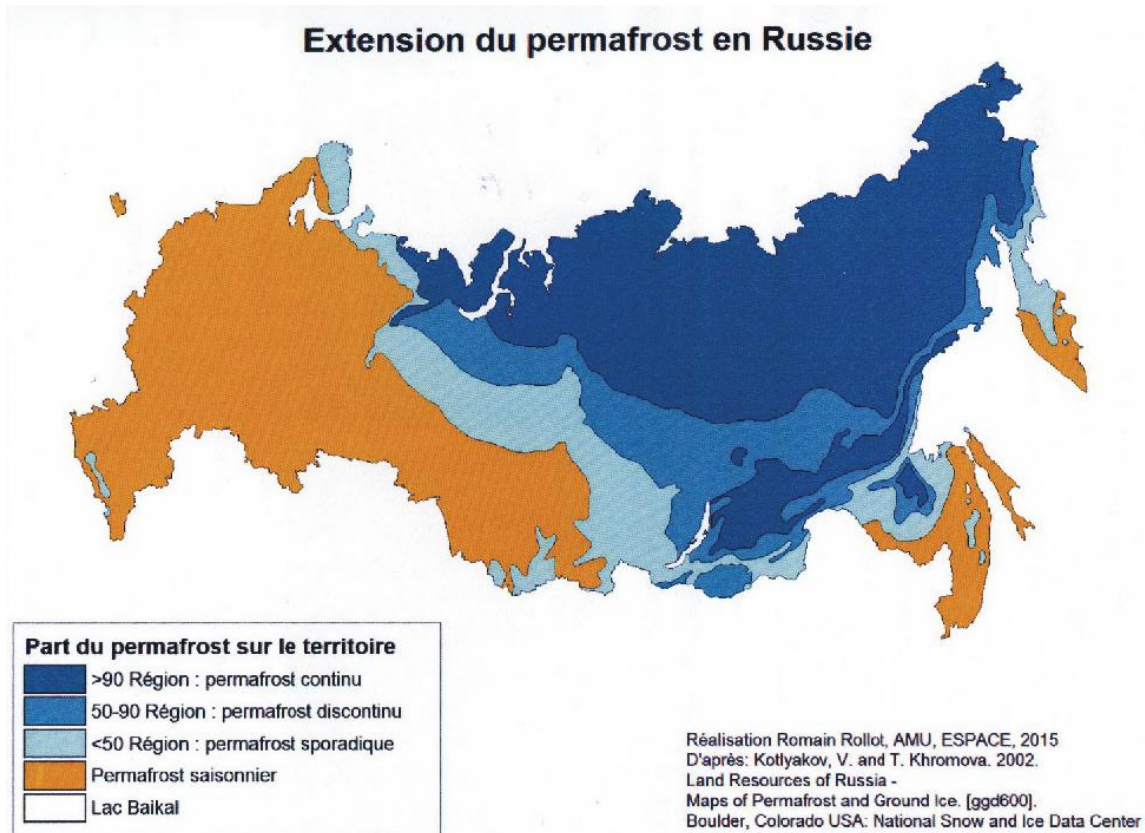 Extension du permafrost en Russie
Part du permafrost sur le territoire
>90 Région : permafrost continu
50-90 Région : permafrost discontinu
<50 Région : permafrost sporadique
Permafrost saisonnier
Lac Baikal
Réalisation Romain Rollot, AMU, ESPACE, 2015
D'après: Kotlyakov, V. and T. Khromova. 2002.
Land Resources of Russia -
Maps of Permafrost and Ground Ice. [ggd600].
Boulder, Colorado USA: National Snow and Ice Data Center